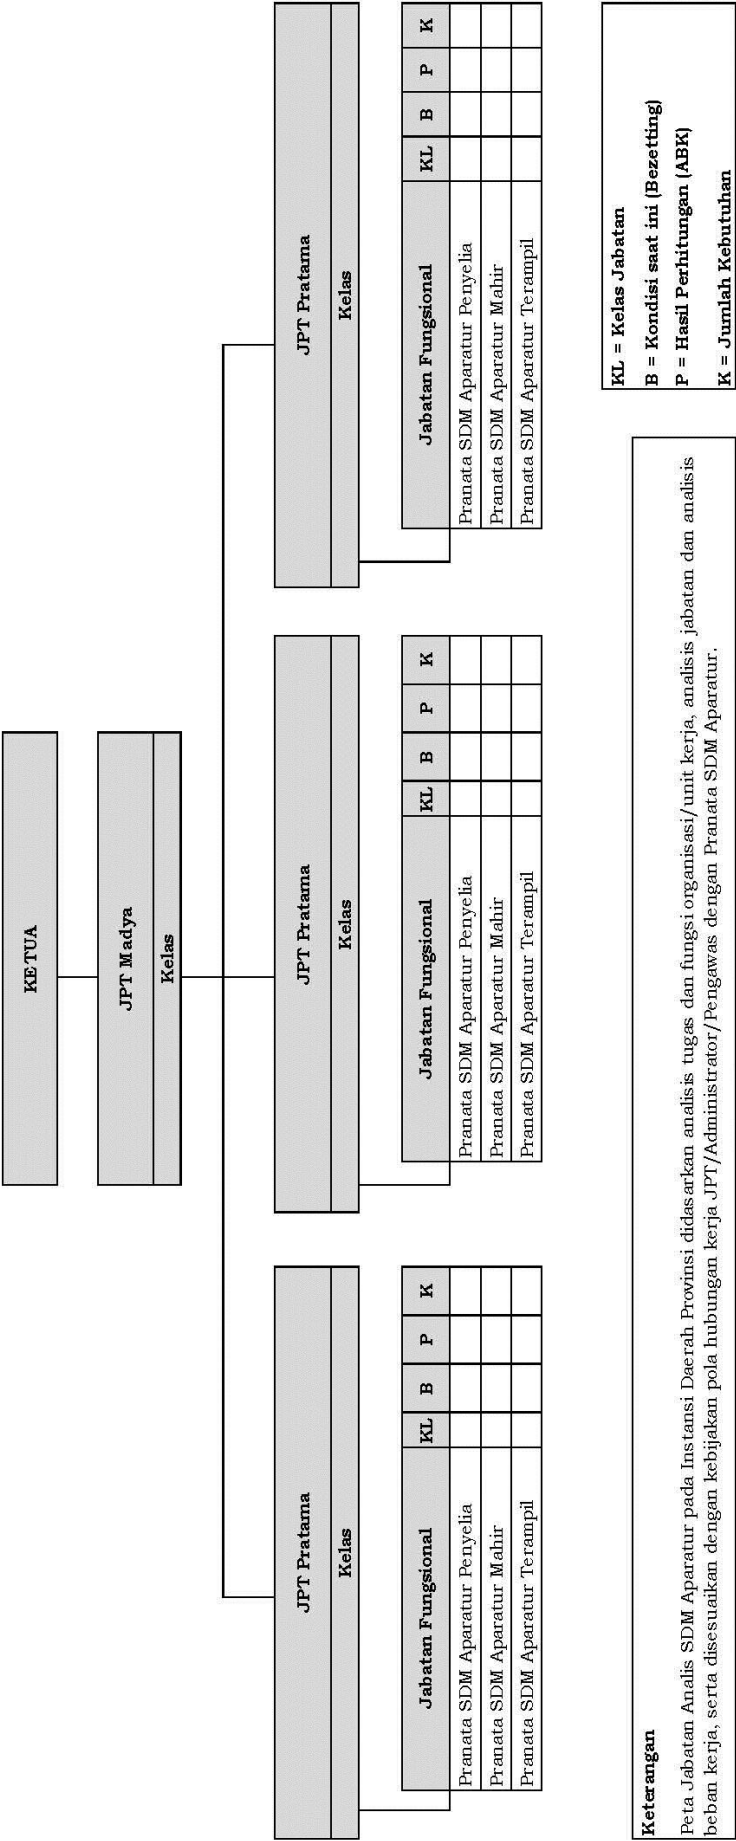 KETUA
JPT Madya
Kelas
JPT Pratama
Kelas
Jabatan Fungsional KL B P K
Pranata SDM Aparatur Penyelia
Pranata SDM Aparatur Mahir
Pranata SDM Aparatur Terampil
JPT Pratama
Kelas
Jabatan Fungsional KL B P K
Pranata SDM Aparatur Penyelia
Pranata SDM Aparatur Mahir
Pranata SDM Aparatur Terampil
JPT Pratama
Kelas
Jabatan Fungsional KL B P K
Pranata SDM Aparatur Penyelia
Pranata SDM Aparatur Mahir
Pranata SDM Aparatur Terampil
Keterangan
Peta Jabatan Analis SDM Aparatur pada Instansi Daerah Provinsi didasarkan analisis tugas dan fungsi organisasi/unit kerja, analisis jabatan dan analisis
beban kerja, serta disesuaikan dengan kebijakan pola hubungan kerja JPT/Administrator/Pengawas dengan Pranata SDM Aparatur.
KL = Kelas Jabatan
B = Kondisi saat ini (Bezetting)
P = Hasil Perhitungan (ABK)
K = Jumlah Kebutuhan